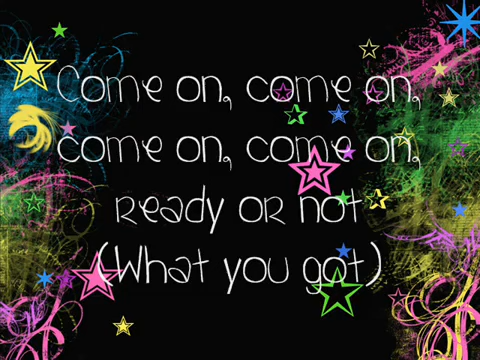 Come on, come on,
come on, come on,
ready or not
(What you got)